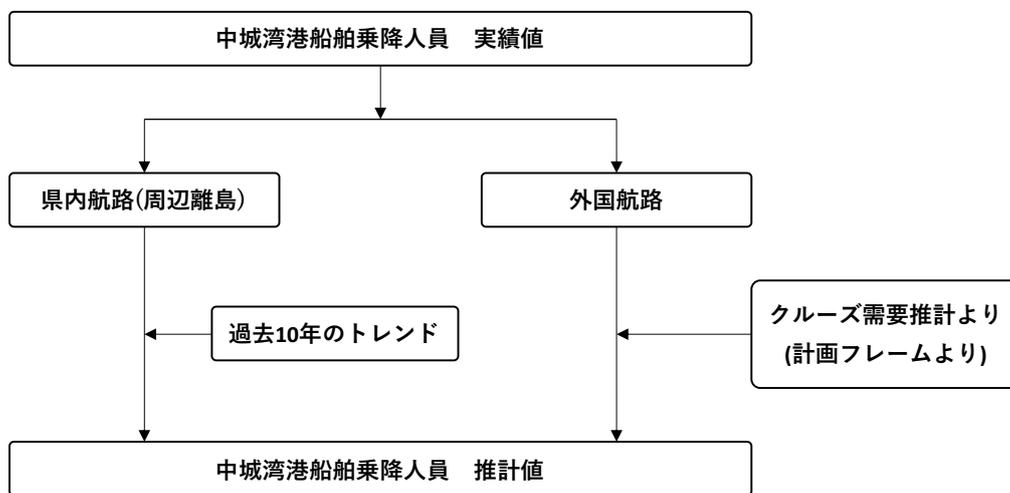 中城湾港船舶乗降人員　実績値
県内航路(周辺離島)
外国航路
過去10年のトレンド
クルーズ需要推計より
(計画フレームより)
中城湾港船舶乗降人員　推計値